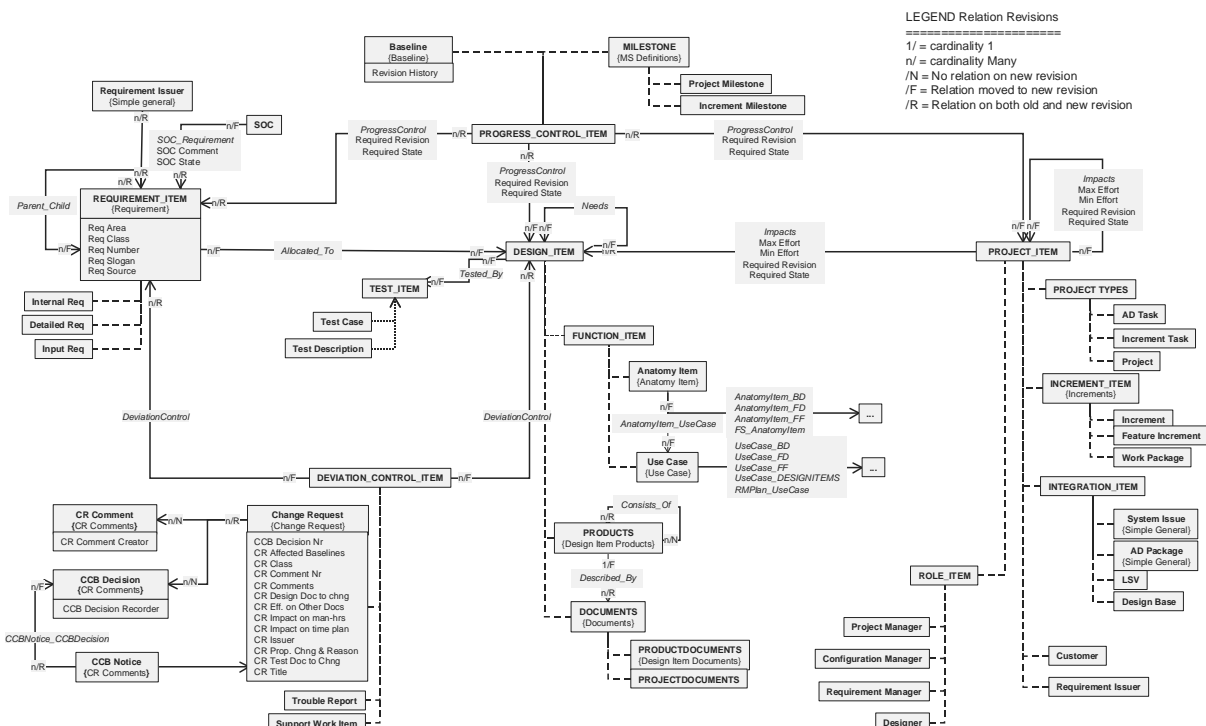 LEGEND Relation Revisions
======================
1/ = cardinality 1
n/ = cardinality Many
/N = No relation on new revision
/F = Relation moved to new revision
/R = Relation on both old and new revision
Baseline
{Baseline}
Revision History
MILESTONE
{MS Definitions}
Project Milestone
Increment Milestone
Requirement Issuer
{Simple general}
n/R
n/F
SOC
SOC_Requirement
SOC Comment
SOC State
n/R
n/R
n/R
ProgressControl
Required Revision
Required State
n/R
PROGRESS_CONTROL_ITEM
n/R
ProgressControl
Required Revision
Required State
n/R
ProgressControl
Required Revision
Required State
Parent_Child
REQUIREMENT_ITEM
{Requirement}
Req Area
Req Class
Req Number
Req Slogan
Req Source
n/R
n/F
n/F
Allocated_To
n/F
n/F
n/F
Needs
n/F
n/R
DESIGN_ITEM
n/R
Impacts
Max Effort
Min Effort
Required Revision
Required State
Impacts
Max Effort
Min Effort
Required Revision
Required State
n/F
n/F
PROJECT_ITEM
n/F
Tested_By
n/F
TEST_ITEM
Test Case
Test Description
n/R
Internal Req
Detailed Req
Input Req
FUNCTION_ITEM
Anatomy Item
{Anatomy Item}
n/F
AnatomyItem_BD
AnatomyItem_FD
AnatomyItem_FF
FS_AnatomyItem
...
AnatomyItem_UseCase
n/F
Use Case
{Use Case}
UseCase_BD
UseCase_FD
UseCase_FF
UseCase_DESIGNITEMS
RMPlan_UseCase
...
PROJECT TYPES
AD Task
Increment Task
Project
INCREMENT_ITEM
{Increments}
Increment
Feature Increment
Work Package
INTEGRATION_ITEM
System Issue
{Simple General}
AD Package
{Simple General}
LSV
Design Base
Customer
Requirement Issuer
DeviationControl
DeviationControl
n/F
DEVIATION_CONTROL_ITEM
n/F
CR Comment
{CR Comments}
CR Comment Creator
n/N
n/R
Change Request
{Change Request}
CCB Decision Nr
CR Affected Baselines
CR Class
CR Comment Nr
CR Comments
CR Design Doc to chng
CR Eff. on Other Docs
CR Impact on man-hrs
CR Impact on time plan
CR Issuer
CR Prop. Chng & Reason
CR Test Doc to Chng
CR Title
n/F
CCB Decision
{CR Comments}
CCB Decision Recorder
n/N
CCBNotice_CCBDecision
n/R
CCB Notice
{CR Comments}
Trouble Report
Support Work Item
Consists_Of
n/R
PRODUCTS
{Design Item Products}
n/N
1/F
Described_By
n/R
DOCUMENTS
{Documents}
PRODUCTDOCUMENTS
{Design Item Documents}
PROJECTDOCUMENTS
ROLE_ITEM
Project Manager
Configuration Manager
Requirement Manager
Designer